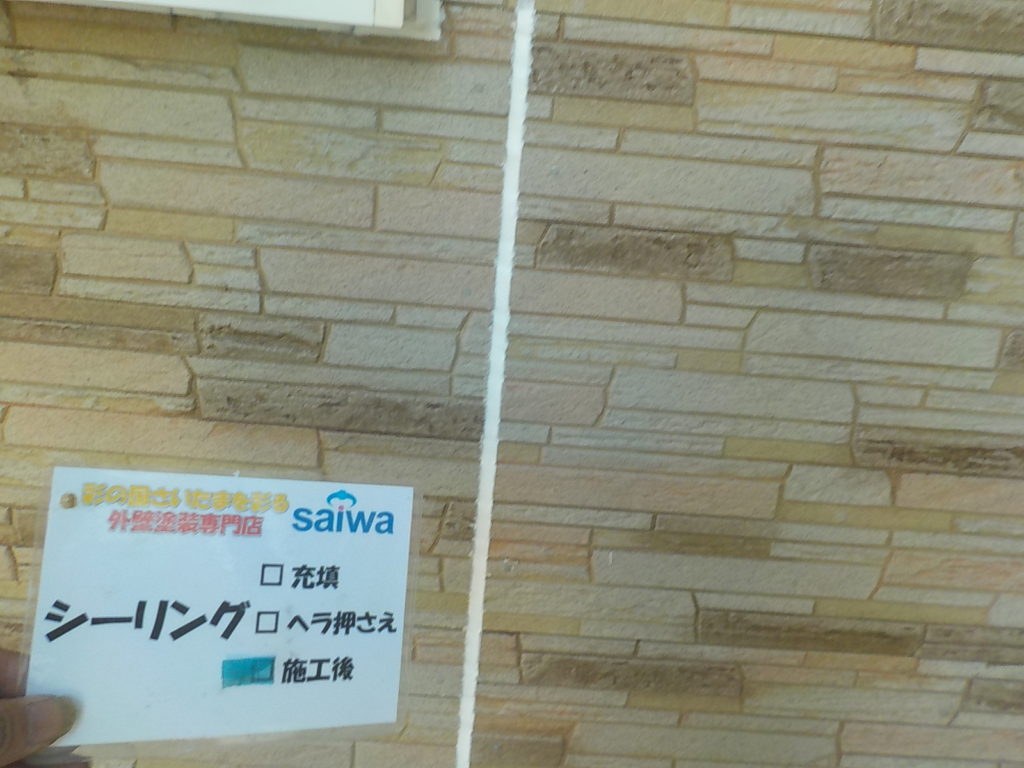 彩の国さいたまを彩る
外壁塗装専門店
saiwa
シーリング
□ 充填
□ ヘラ押さえ
□ 施工後